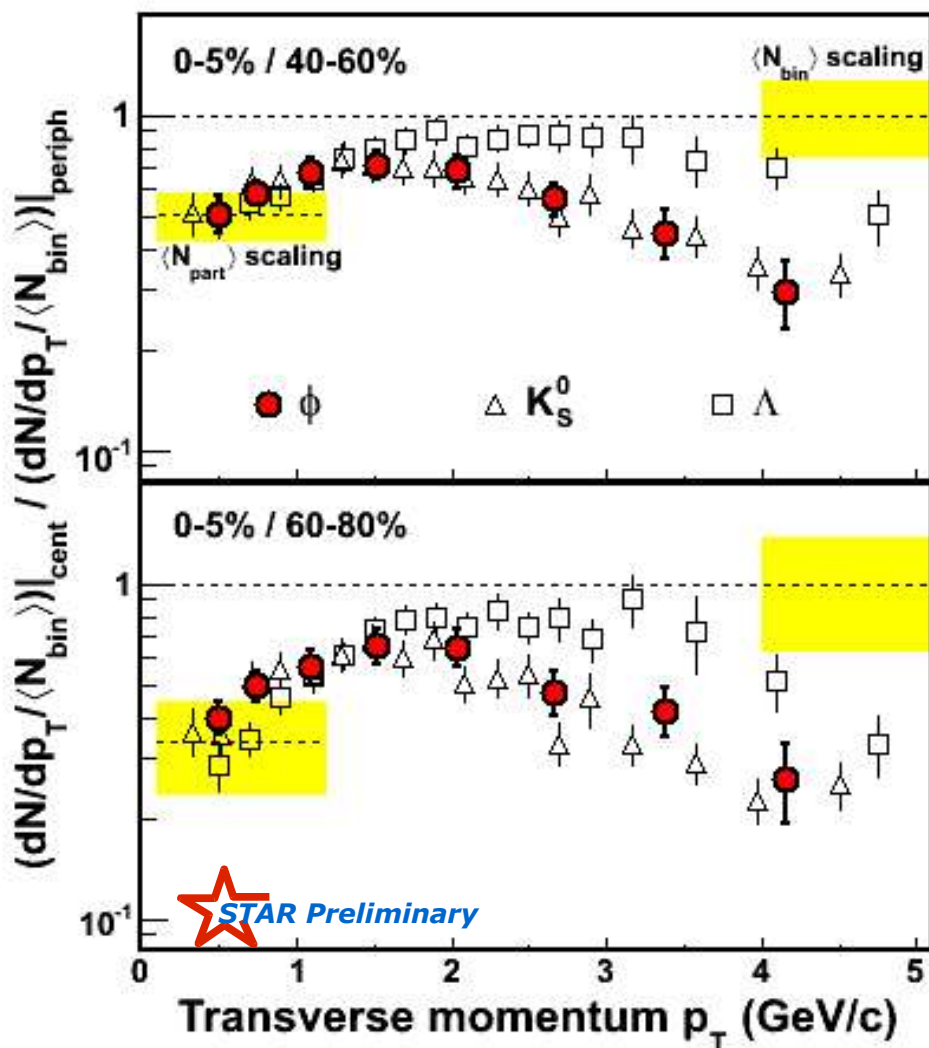 (dN/dp_T/⟨N_bin⟩)|_cent / (dN/dp_T/⟨N_bin⟩)|_periph
0-5% / 40-60%
⟨N_bin⟩ scaling
1
⟨N_part⟩ scaling
ϕ
K_S^0
Λ
10^-1
0-5% / 60-80%
1
10^-1
STAR Preliminary
0 1 2 3 4 5
Transverse momentum p_T (GeV/c)